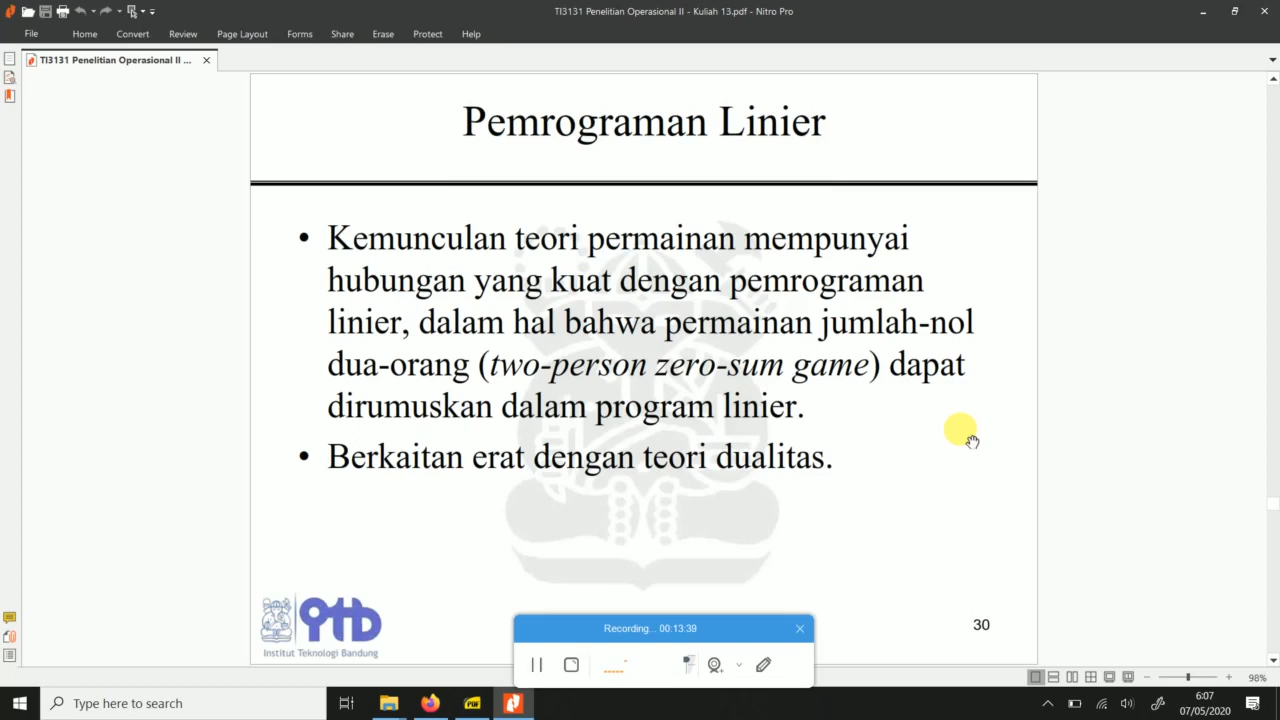 TI3131 Penelitian Operasional II - Kuliah 13.pdf - Nitro Pro
File Home Convert Review Page Layout Forms Share Erase Protect Help
TI3131 Penelitian Operasional II ...
Pemrograman Linier
• Kemunculan teori permainan mempunyai
hubungan yang kuat dengan pemrograman
linier, dalam hal bahwa permainan jumlah-nol
dua-orang (two-person zero-sum game) dapat
dirumuskan dalam program linier.
• Berkaitan erat dengan teori dualitas.
Institut Teknologi Bandung
30
Recording... 00:13:39
98%
Type here to search
PDF
6:07
07/05/2020